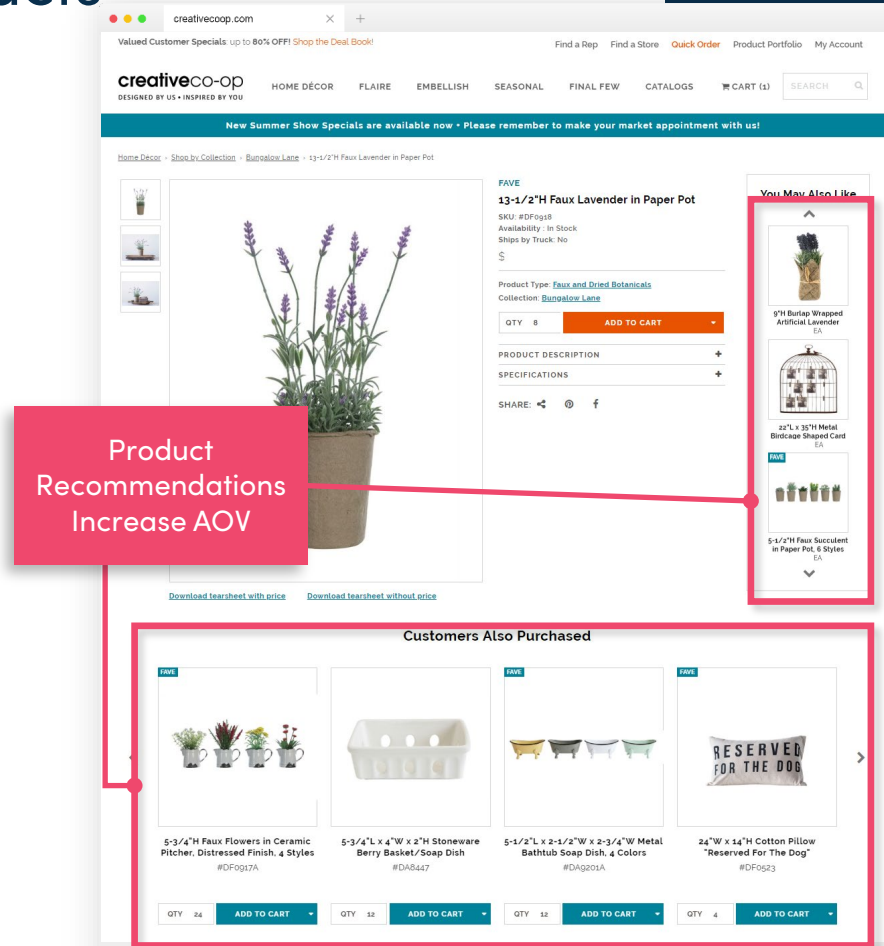 creativecoop.com
Valued Customer Specials: up to 80% OFF! Shop the Deal Book!
Find a Rep Find a Store Quick Order Product Portfolio My Account
creativeco-op
DESIGNED BY US • INSPIRED BY YOU
HOME DÉCOR FLAIRE EMBELLISH SEASONAL FINAL FEW CATALOGS CART (1) SEARCH
New Summer Show Specials are available now • Please remember to make your market appointment with us!
Home Décor › Shop by Collection › Bungalow Lane › 13-1/2"H Faux Lavender in Paper Pot
FAVE
13-1/2"H Faux Lavender in Paper Pot
SKU: #DF0918
Availability : In Stock
Ships by Truck: No
$
Product Type: Faux and Dried Botanicals
Collection: Bungalow Lane
QTY 8 ADD TO CART
PRODUCT DESCRIPTION +
SPECIFICATIONS +
SHARE:
You May Also Like
9"H Burlap Wrapped
Artificial Lavender
EA
22"L x 35"H Metal
Birdcage Shaped Card
EA
FAVE
5-1/2"H Faux Succulent
in Paper Pot, 6 Styles
EA
Product
Recommendations
Increase AOV
Download tearsheet with price Download tearsheet without price
Customers Also Purchased
FAVE
5-3/4"H Faux Flowers in Ceramic
Pitcher, Distressed Finish, 4 Styles
#DF0917A
QTY 24 ADD TO CART
5-3/4"L x 4"W x 2"H Stoneware
Berry Basket/Soap Dish
#DA8447
QTY 12 ADD TO CART
FAVE
5-1/2"L x 2-1/2"W x 2-3/4"W Metal
Bathtub Soap Dish, 4 Colors
#DA9201A
QTY 12 ADD TO CART
FAVE
RESERVED
FOR THE DOG
24"W x 14"H Cotton Pillow
"Reserved For The Dog"
#DF0523
QTY 4 ADD TO CART